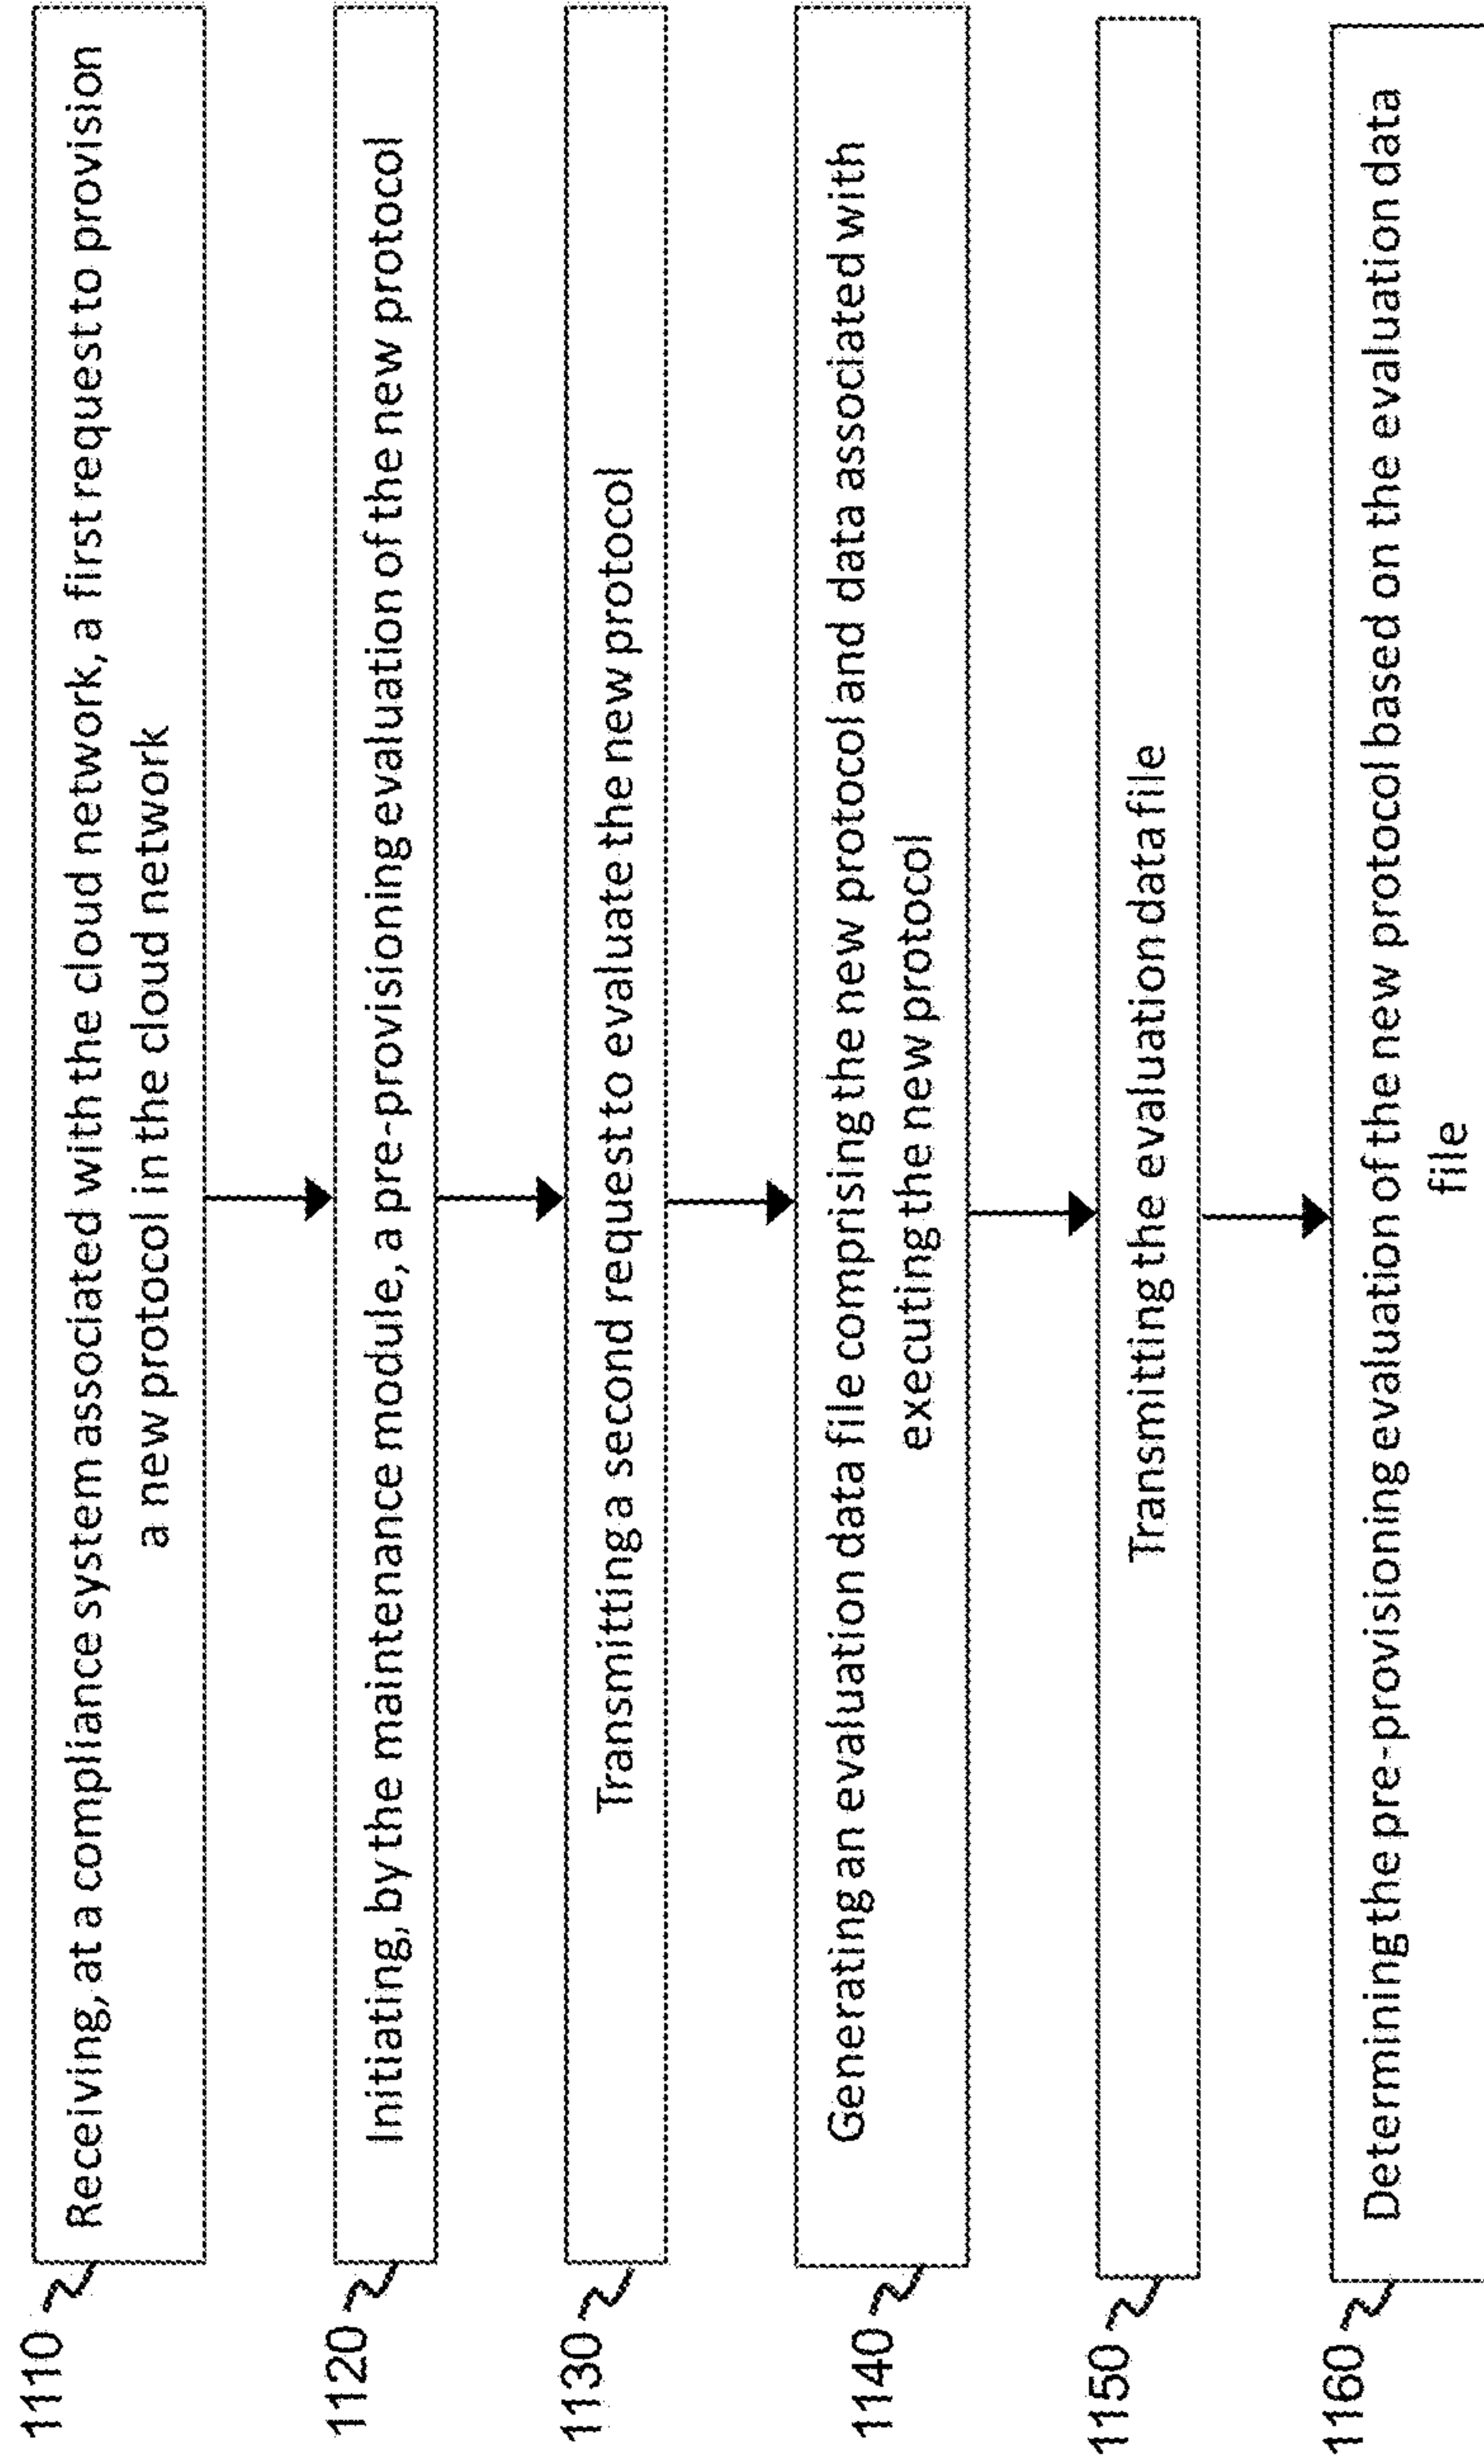 1110
Receiving, at a compliance system associated with the cloud network, a first request to provision
a new protocol in the cloud network
1120
Initiating, by the maintenance module, a pre-provisioning evaluation of the new protocol
1130
Transmitting a second request to evaluate the new protocol
1140
Generating an evaluation data file comprising the new protocol and data associated with
executing the new protocol
1150
Transmitting the evaluation data file
1160
Determining the pre-provisioning evaluation of the new protocol based on the evaluation data
file